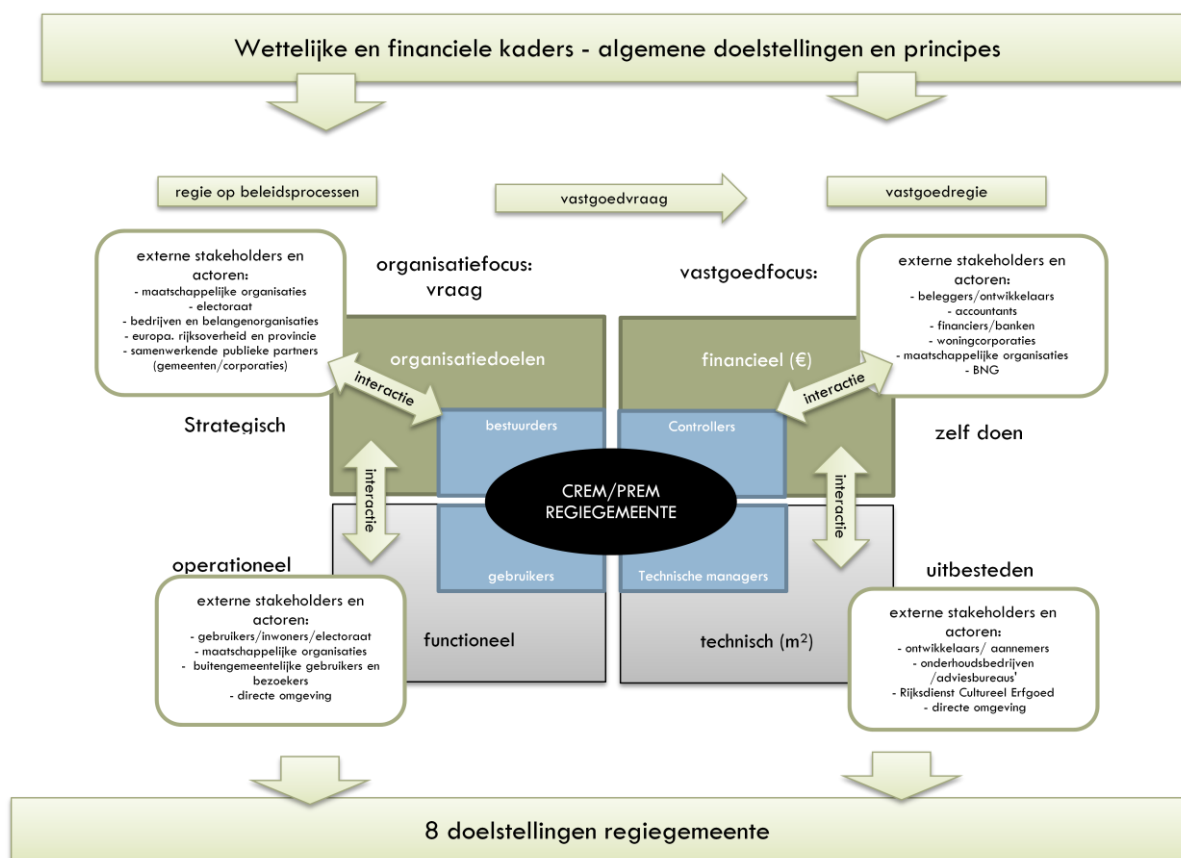 Wettelijke en financiele kaders - algemene doelstellingen en principes
regie op beleidsprocessen
vastgoedvraag
vastgoedregie
externe stakeholders en
actoren:
- maatschappelijke organisaties
- electoraat
- bedrijven en belangenorganisaties
- europa. rijksoverheid en provincie
- samenwerkende publieke partners
(gemeenten/corporaties)
organisatiefocus:
vraag
vastgoedfocus:
externe stakeholders en
actoren:
- beleggers/ontwikkelaars
- accountants
- financiers/banken
- woningcorporaties
- maatschappelijke organisaties
- BNG
organisatiedoelen
financieel (€)
interactie
interactie
Strategisch
bestuurders
Controllers
zelf doen
interactie
CREM/PREM
REGIEGEMEENTE
interactie
operationeel
gebruikers
Technische managers
uitbesteden
externe stakeholders en
actoren:
- gebruikers/inwoners/electoraat
- maatschappelijke organisaties
- buitengemeentelijke gebruikers en
bezoekers
- directe omgeving
functioneel
technisch (m²)
externe stakeholders en
actoren:
- ontwikkelaars/ aannemers
- onderhoudsbedrijven
/adviesbureaus'
- Rijksdienst Cultureel Erfgoed
- directe omgeving
8 doelstellingen regiegemeente